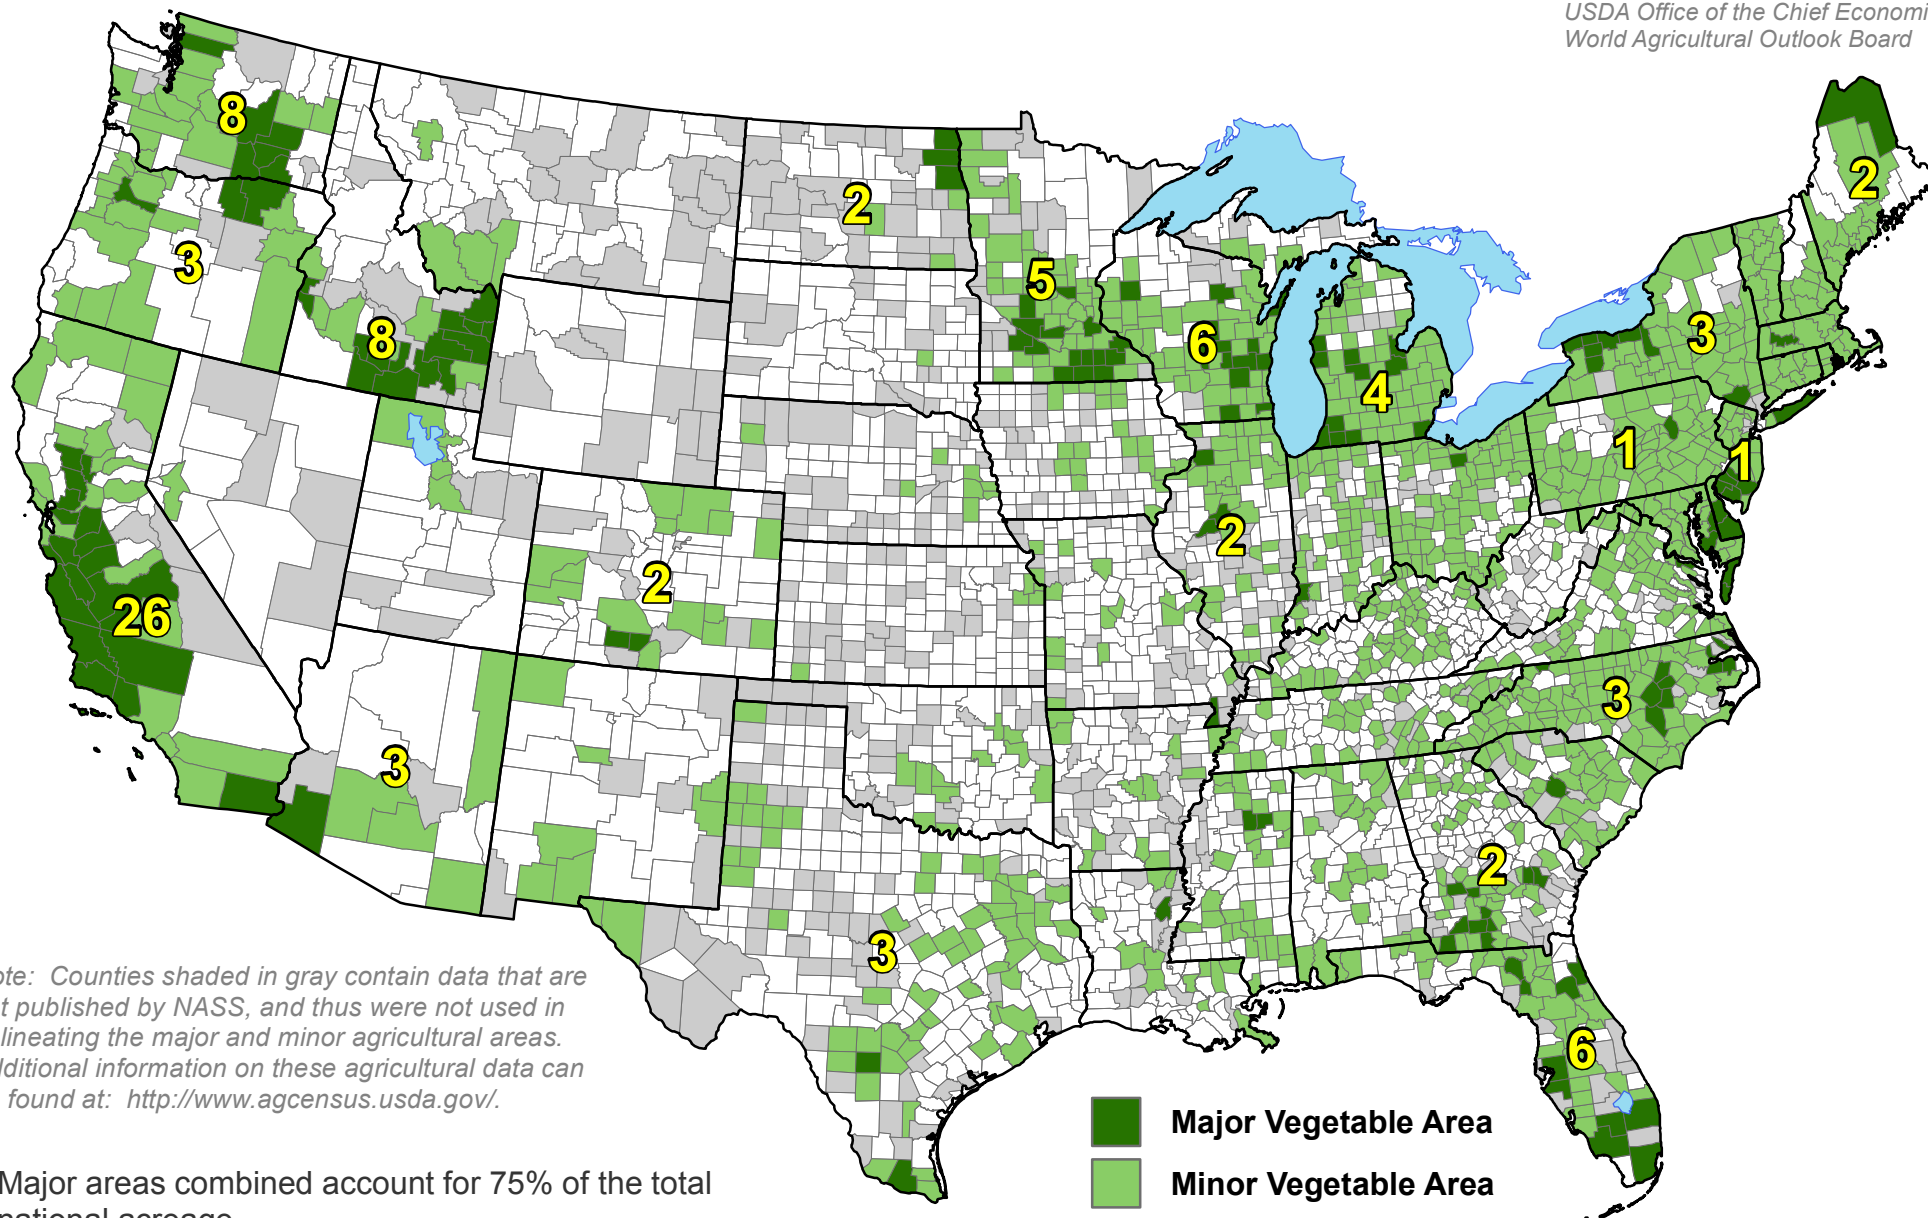 USDA Office of the Chief Economi
World Agricultural Outlook Board
8
2
2
3
5
8
6
3
4
1
1
2
2
26
3
3
2
3
6
ote: Counties shaded in gray contain data that are
t published by NASS, and thus were not used in
lineating the major and minor agricultural areas.
dditional information on these agricultural data can
found at: http://www.agcensus.usda.gov/.
Major areas combined account for 75% of the total
national acreage
Major Vegetable Area
Minor Vegetable Area